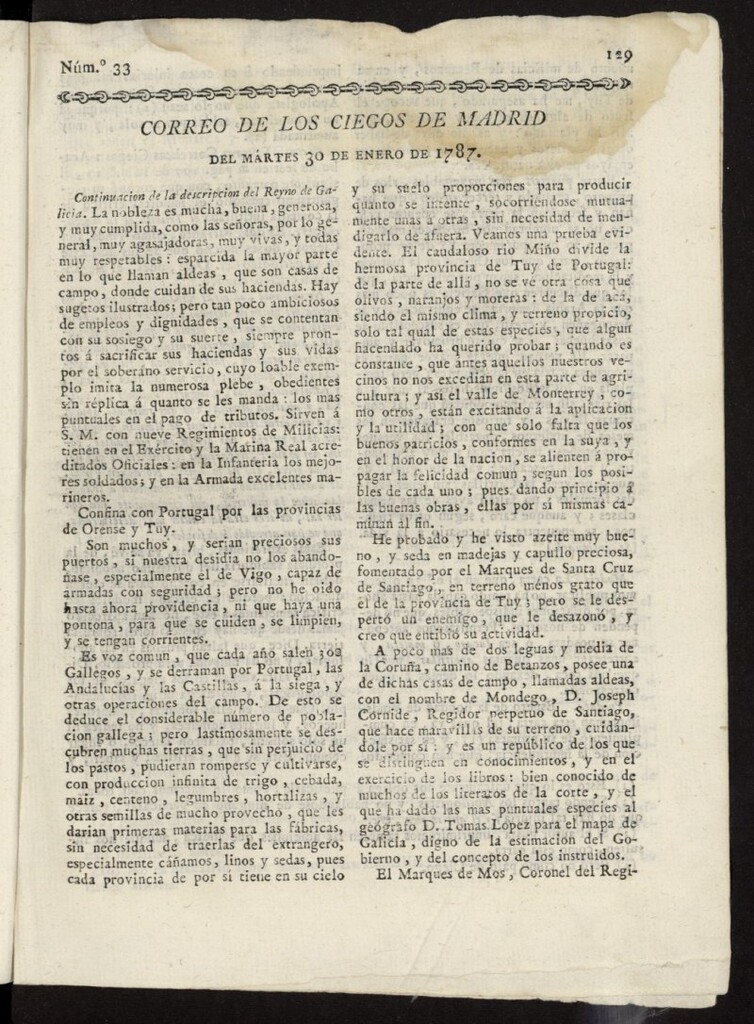 Núm.º 33
129
CORREO DE LOS CIEGOS DE MADRID
DEL MÁRTES 30 DE ENERO DE 1787.
Continuacion de la descripcion del Reyno de Ga-
licia. La nobleza es mucha, buena, generosa,
y muy cumplida, como las señoras, por lo ge-
neral, muy agasajadoras, muy vivas, y todas
muy respetables: esparcida la mayor parte
en lo que llaman aldeas, que son casas de
campo, donde cuidan de sus haciendas. Hay
sugetos ilustrados; pero tan poco ambiciosos
de empleos y dignidades, que se contentan
con su sosiego y su suerte, siempre pron-
tos á sacrificar sus haciendas y sus vidas
por el soberano servicio, cuyo loable exem-
plo imita la numerosa plebe, obedientes
sin réplica á quanto se les manda: los mas
puntuales en el pago de tributos. Sirven á
S. M. con nueve Regimientos de Milicias:
tienen en el Exército y la Marina Real acre-
ditados Oficiales: en la Infanteria los mejo-
res soldados; y en la Armada excelentes ma-
rineros.
Confina con Portugal por las provincias
de Orense y Tuy.
Son muchos, y serian preciosos sus
puertos, si nuestra desidia no los abando-
nase, especialmente el de Vigo, capaz de
armadas con seguridad; pero no he oido
hasta ahora providencia, ni que haya una
pontona, para que se cuiden, se limpien,
y se tengan corrientes.
Es voz comun, que cada año salen 30@
Gallegos, y se derraman por Portugal, las
Andalucías y las Castillas, á la siega, y
otras operaciones del campo. De esto se
deduce el considerable número de poblacion
cion gallega; pero lastimosamente se des-
cubren muchas tierras, que sin perjuicio de
los pastos, pudieran romperse y cultivarse,
con produccion infinita de trigo, cebada,
maiz, centeno, legumbres, hortalizas, y
otras semillas de mucho provecho, que les
darian primeras materias para las fábricas,
sin necesidad de traerlas del extrangero,
especialmente cáñamos, linos y sedas, pues
cada provincia de por sí tiene en su cielo
y su suelo proporciones para producir
quanto se intente, socorriendose mutua-
mente unas á otras, sin necesidad de men-
digarlo de afuera. Veamos una prueba evi-
dente. El caudaloso rio Miño divide la
hermosa provincia de Tuy de Portugal:
de la parte de allá, no se ve otra cosa que
olivos, naranjos y moreras: de la de acá,
siendo el mismo clima, y terreno propicio,
solo tal qual de estas especies, que algun
hacendado ha querido probar; quando es
constante, que ántes aquellos nuestros ve-
cinos no nos excedian en esta parte de agri-
cultura; y asi el valle de Monterrey, co-
mo otros, están excitando á la aplicacion
y la utilidad; con que solo falta que los
buenos patricios, conformes en la suya, y
en el honor de la nacion, se alienten á pro-
pagar la felicidad comun, segun los posi-
bles de cada uno; pues dando principio á
las buenas obras, ellas por sí mismas ca-
minan al fin.
He probado y he visto azeite muy bue-
no, y seda en madejas y capullo preciosa,
fomentado por el Marques de Santa Cruz
de Santiago, en terreno ménos grato que
el de la provincia de Tuy; pero se le des-
pertó un enemigo, que le desazonó, y
creo que entibió su actividad.
A poco mas de dos leguas y media de
la Coruña, camino de Betanzos, posee una
de dichas casas de campo, llamadas aldeas,
con el nombre de Mondego, D. Joseph
Cornide, Regidor perpetuo de Santiago,
que hace maravillas de su terreno, cuidán-
dole por sí: y es un repúblico de los que
se distinguen en conocimientos, y en el
exercicio de los libros: bien conocido de
muchos de los literatos de la corte, y el
que ha dado las mas puntuales especies al
geógrafo D. Tomas Lopez para el mapa de
Galicia, digno de la estimacion del Go-
bierno, y del concepto de los instruidos.
El Marques de Mos, Coronel del Regi-